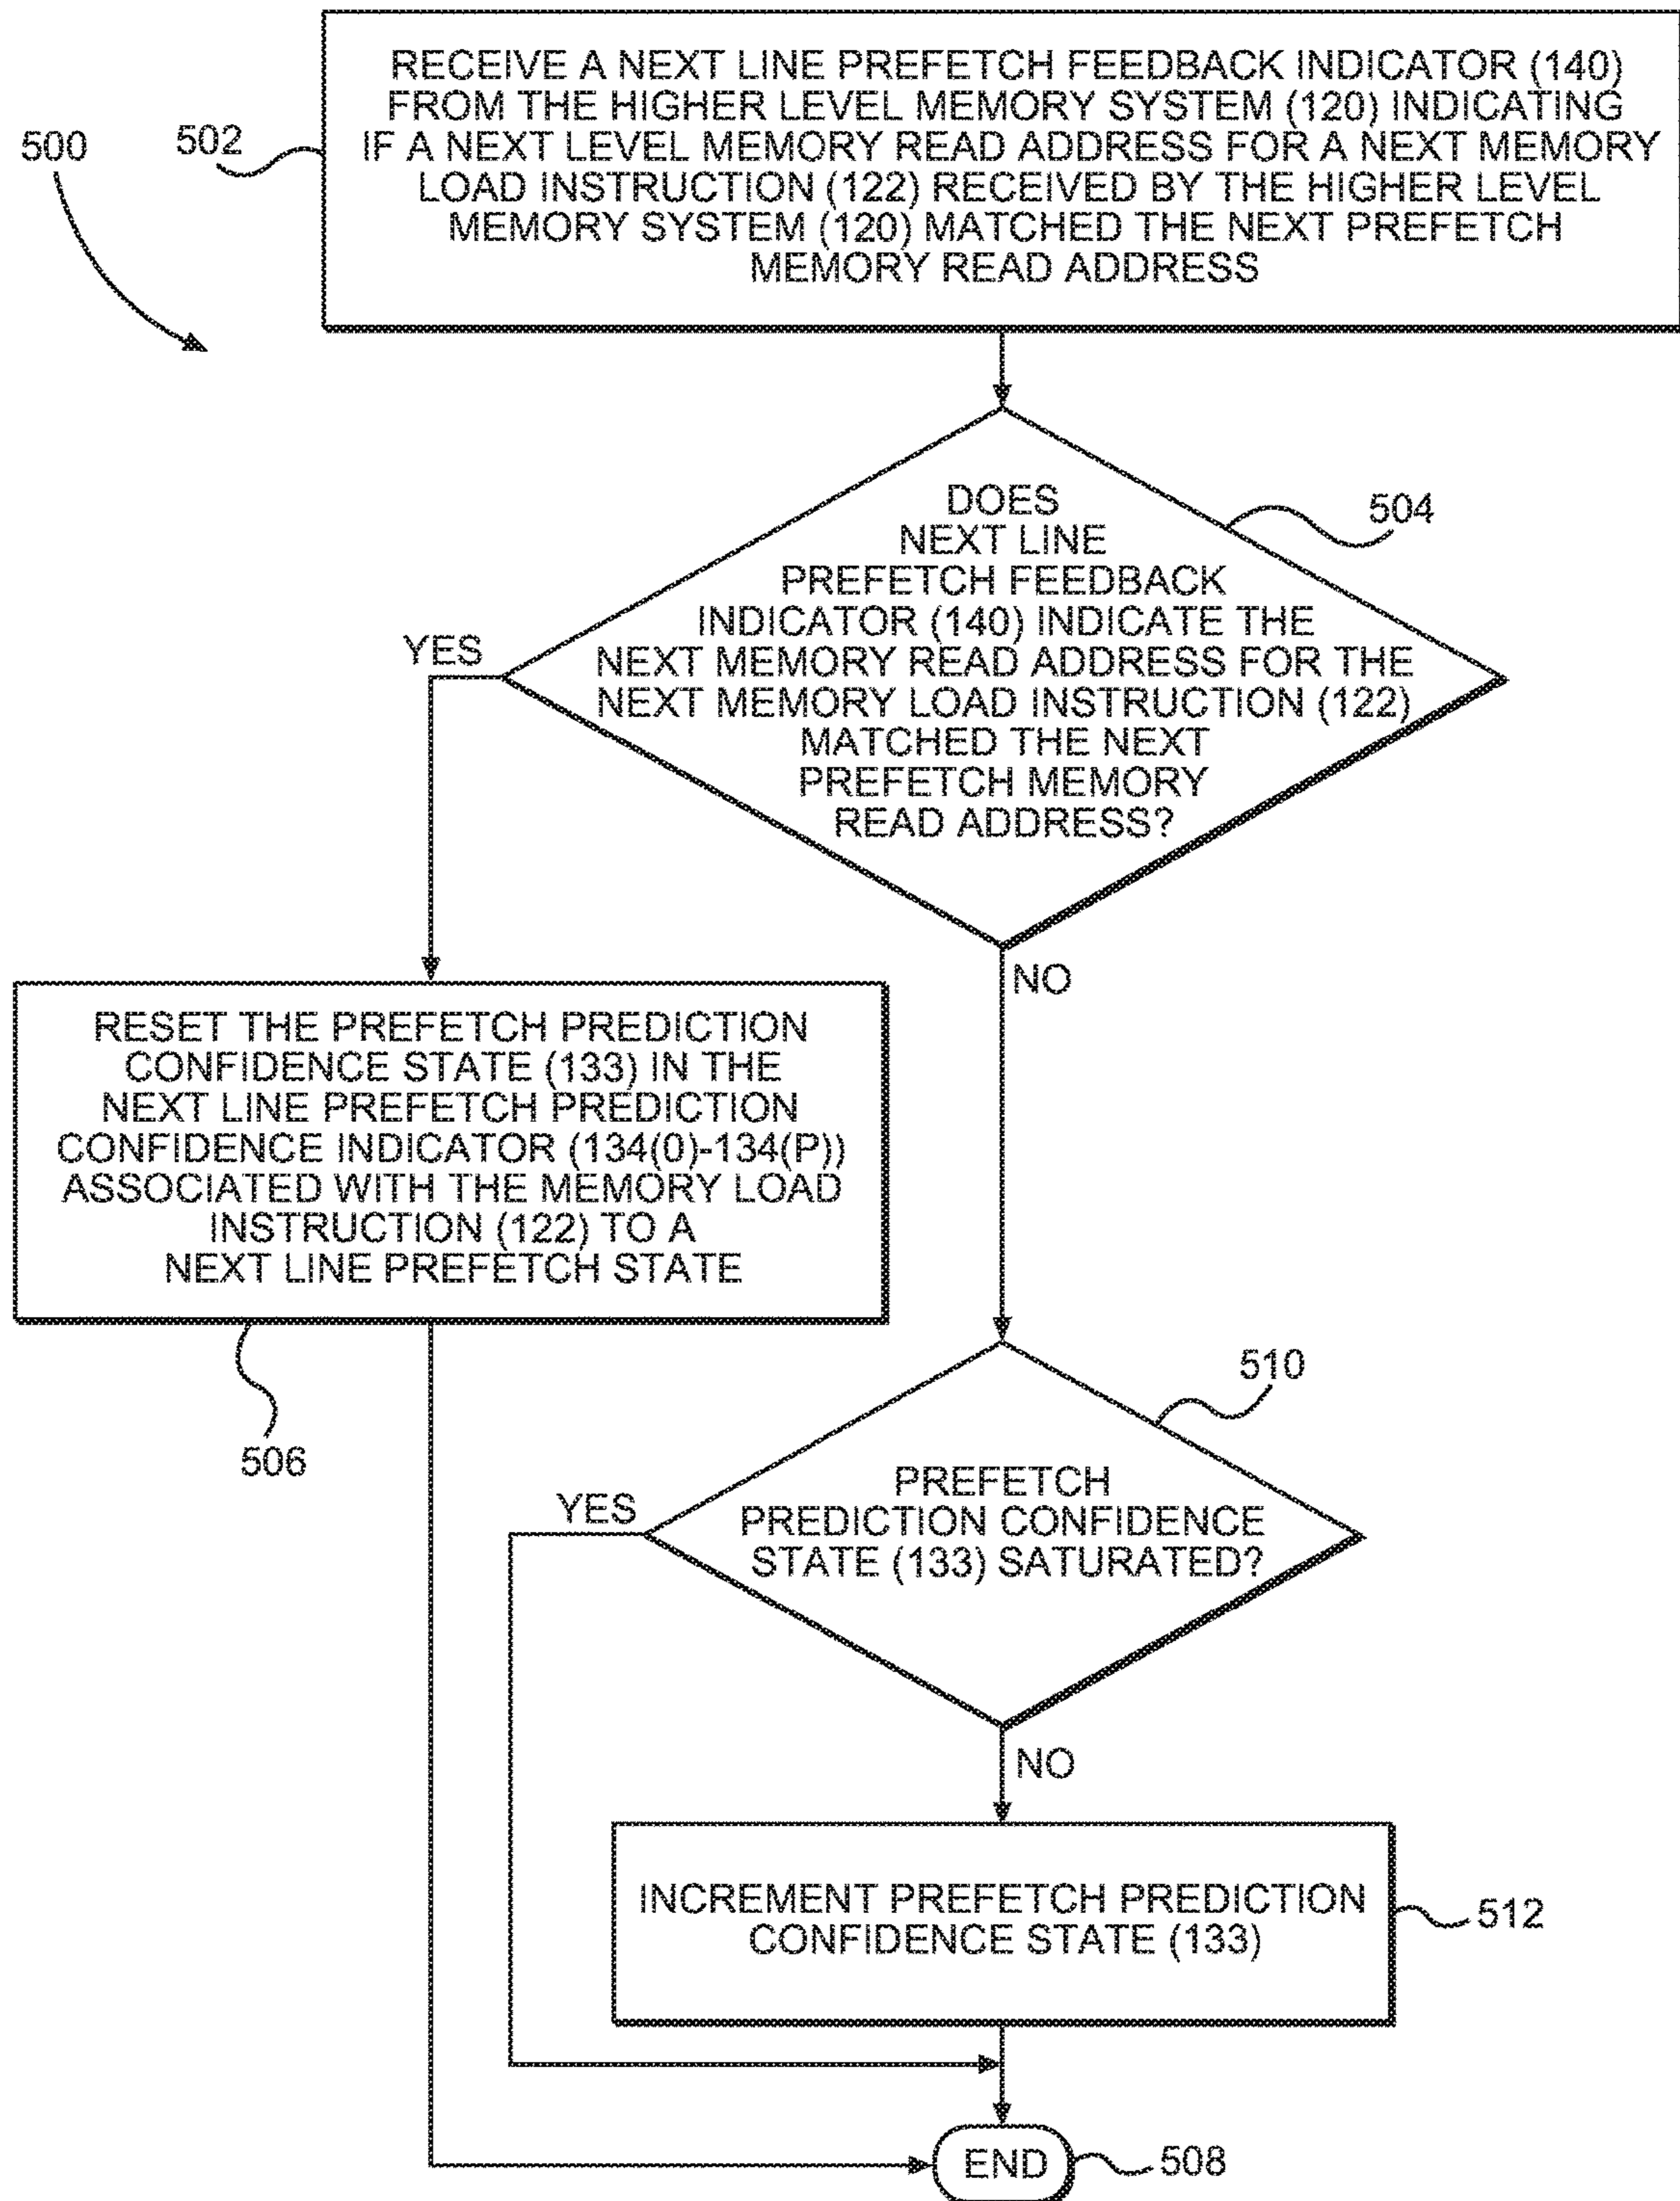 RECEIVE A NEXT LINE PREFETCH FEEDBACK INDICATOR (140)
FROM THE HIGHER LEVEL MEMORY SYSTEM (120) INDICATING
IF A NEXT LEVEL MEMORY READ ADDRESS FOR A NEXT MEMORY
LOAD INSTRUCTION (122) RECEIVED BY THE HIGHER LEVEL
MEMORY SYSTEM (120) MATCHED THE NEXT PREFETCH
MEMORY READ ADDRESS
500
502
DOES
NEXT LINE
PREFETCH FEEDBACK
INDICATOR (140) INDICATE THE
NEXT MEMORY READ ADDRESS FOR THE
NEXT MEMORY LOAD INSTRUCTION (122)
MATCHED THE NEXT
PREFETCH MEMORY
READ ADDRESS?
504
YES
NO
RESET THE PREFETCH PREDICTION
CONFIDENCE STATE (133) IN THE
NEXT LINE PREFETCH PREDICTION
CONFIDENCE INDICATOR (134(0)-134(P))
ASSOCIATED WITH THE MEMORY LOAD
INSTRUCTION (122) TO A
NEXT LINE PREFETCH STATE
506
510
PREFETCH
PREDICTION CONFIDENCE
STATE (133) SATURATED?
YES
NO
INCREMENT PREFETCH PREDICTION
CONFIDENCE STATE (133)
512
END
508